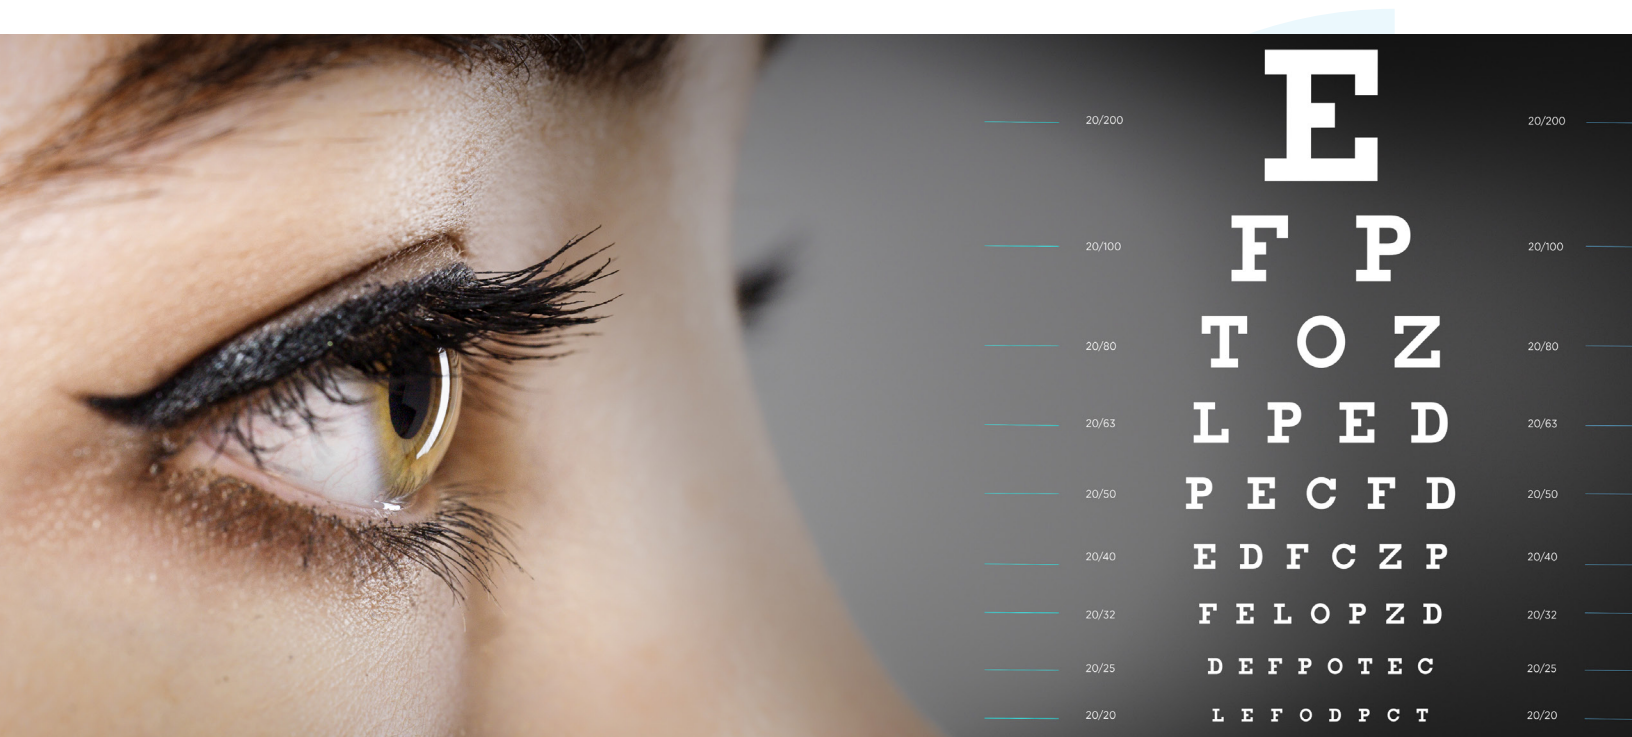 20/200 E 20/200
20/100 F P 20/100
20/80 T O Z 20/80
20/63 L P E D 20/63
20/50 P E C F D 20/50
20/40 E D F C Z P 20/40
20/32 F E L O P Z D 20/32
20/25 D E F P O T E C 20/25
20/20 L E F O D P C T 20/20